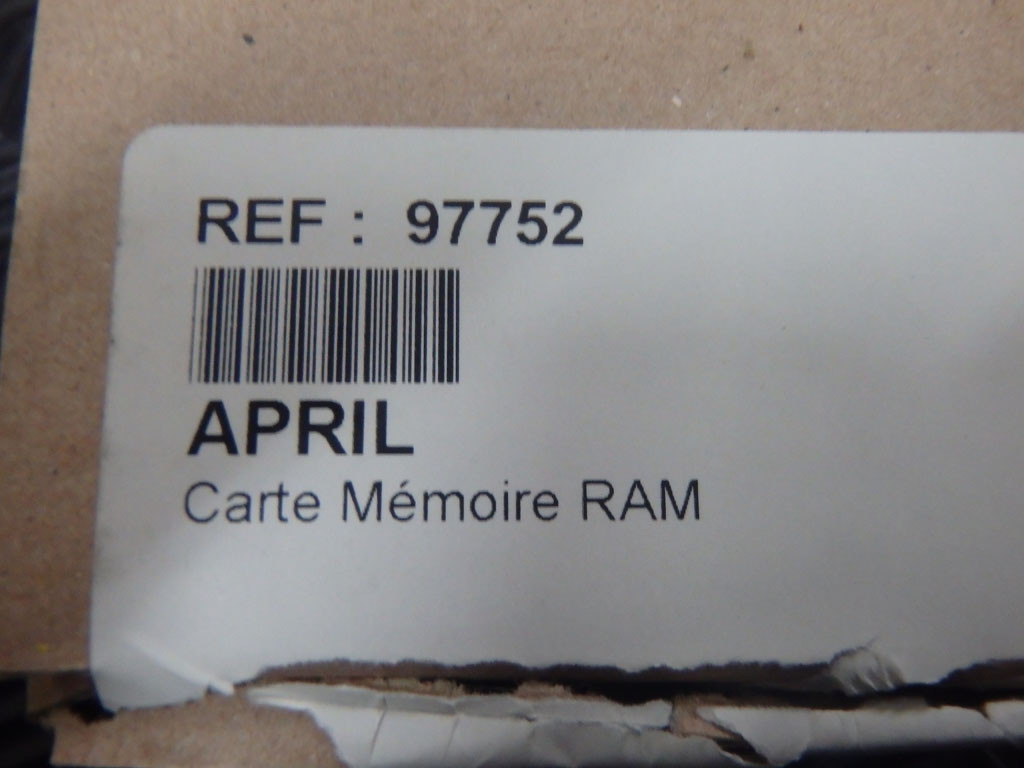 REF : 97752
APRIL
Carte Mémoire RAM